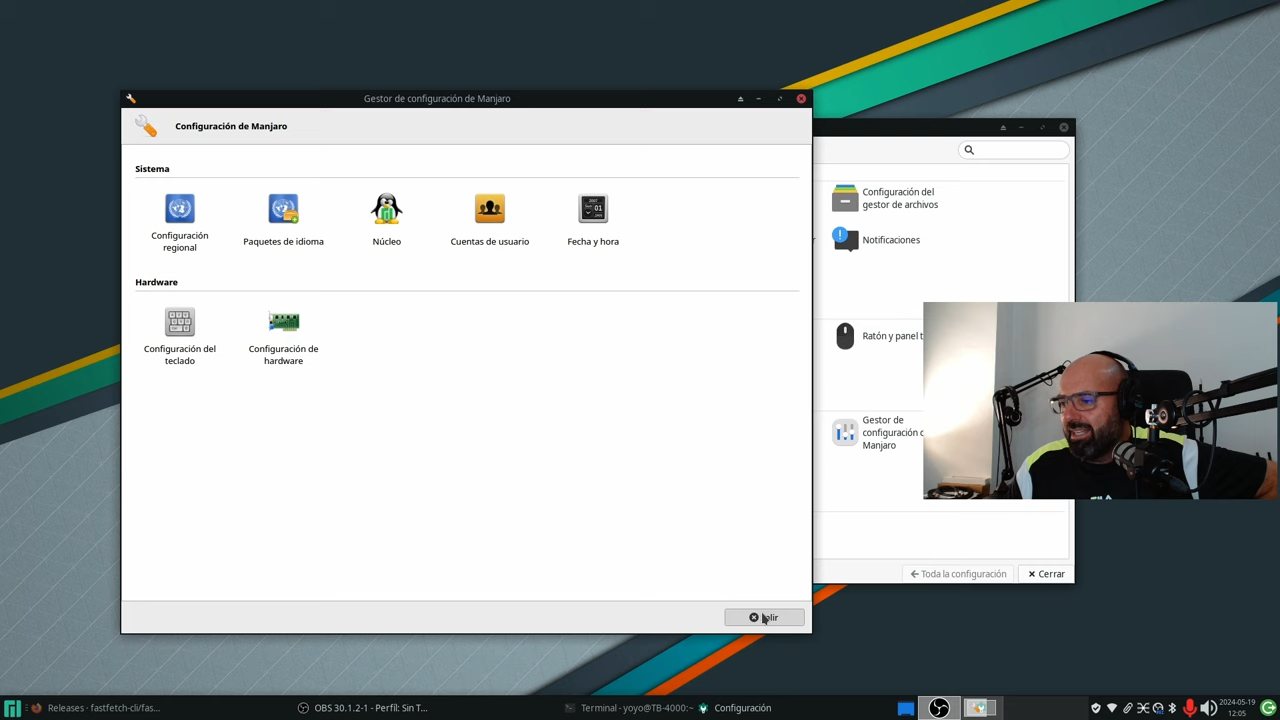 Gestor de configuración de Manjaro
Configuración de Manjaro
Sistema
Configuración
regional
Paquetes de idioma
Núcleo
Cuentas de usuario
Fecha y hora
Hardware
Configuración del
teclado
Configuración de
hardware
Configuración del
gestor de archivos
Notificaciones
Ratón y panel t
Gestor de
configuración d
Manjaro
Toda la configuración
Cerrar
Releases · fastfetch-cli/fas...
OBS 30.1.2-1 - Perfil: Sin T...
Terminal - yoyo@TB-4000:~
Configuración
2024-05-19
12:05